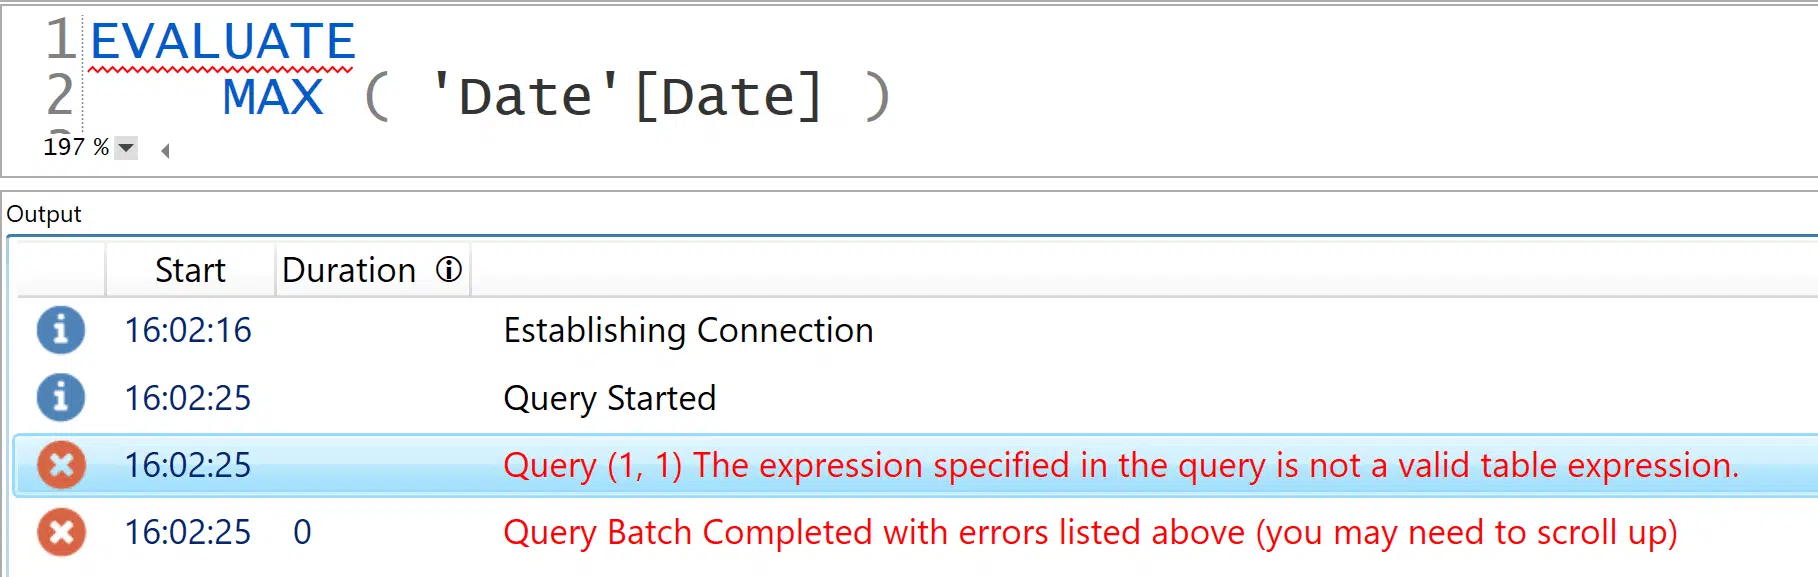 1 EVALUATE
2 MAX ( 'Date'[Date] )
197 %
Output
Start Duration
16:02:16 Establishing Connection
16:02:25 Query Started
16:02:25 Query (1, 1) The expression specified in the query is not a valid table expression.
16:02:25 0 Query Batch Completed with errors listed above (you may need to scroll up)